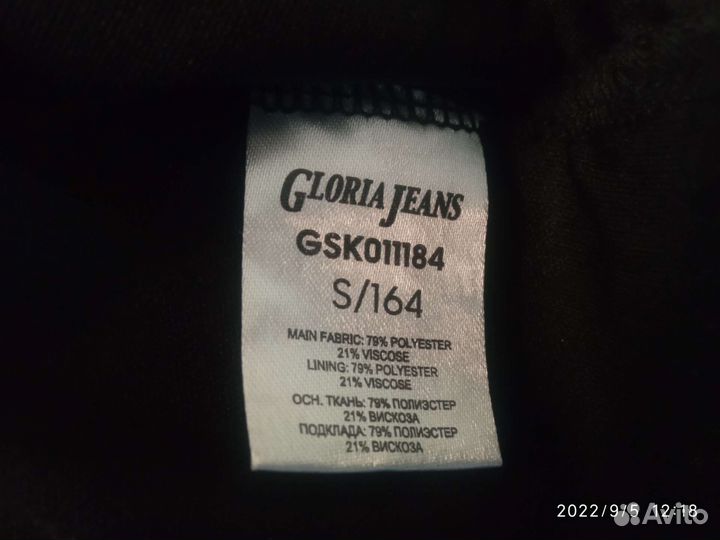 GLORIA JEANS
GSK011184
S/164
MAIN FABRIC: 79% POLYESTER
21% VISCOSE
LINING: 79% POLYESTER
21% VISCOSE
ОСН. ТКАНЬ: 79% ПОЛИЭСТЕР
21% ВИСКОЗА
ПОДКЛАДА: 79% ПОЛИЭСТЕР
21% ВИСКОЗА
2022/9/5 12:18
Avito